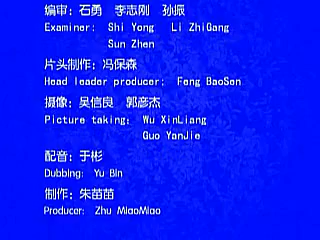 编审：石勇 李志刚 孙振
Examiner: Shi Yong Li ZhiGang
Sun Zhen
片头制作：冯保森
Head leader producer: Feng BaoSen
摄像：吴信良 郭彦杰
Picture taking: Wu XinLiang
Guo YanJie
配音：于彬
Dubbing: Yu Bin
制作：朱苗苗
Producer: Zhu MiaoMiao